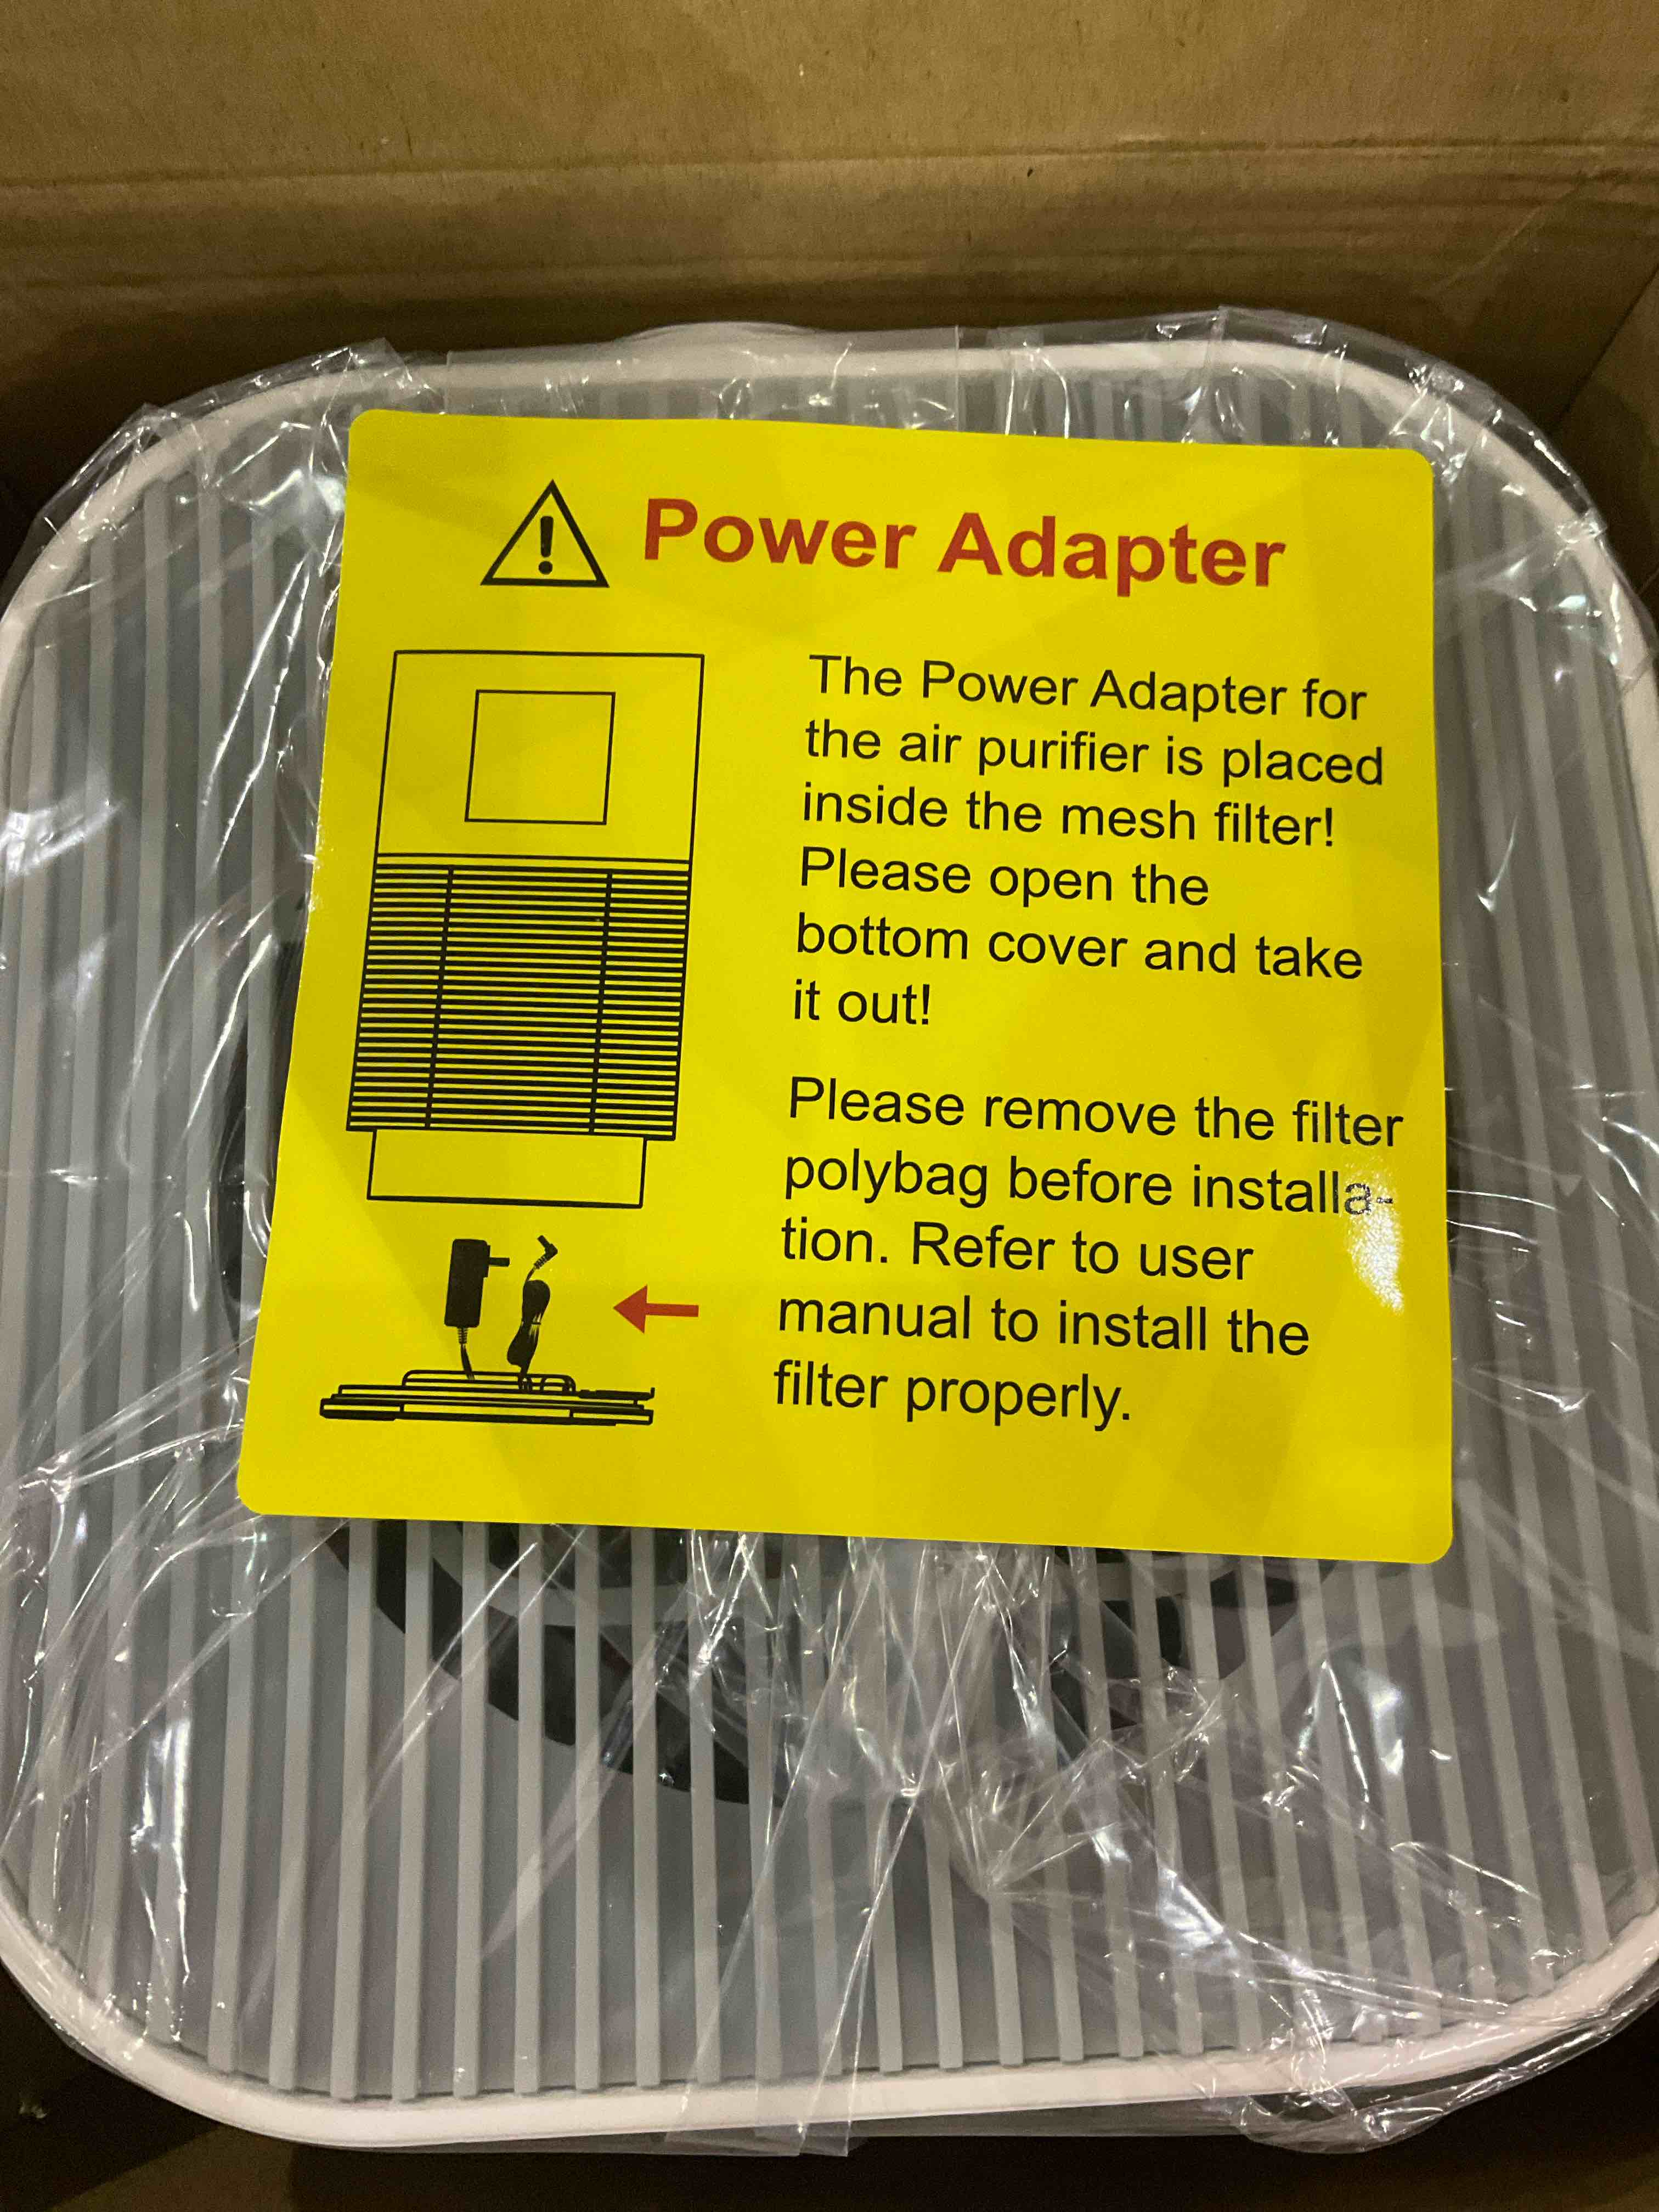 Power Adapter
The Power Adapter for
the air purifier is placed
inside the mesh filter!
Please open the
bottom cover and take
it out!
Please remove the filter
polybag before installa-
tion. Refer to user
manual to install the
filter properly.